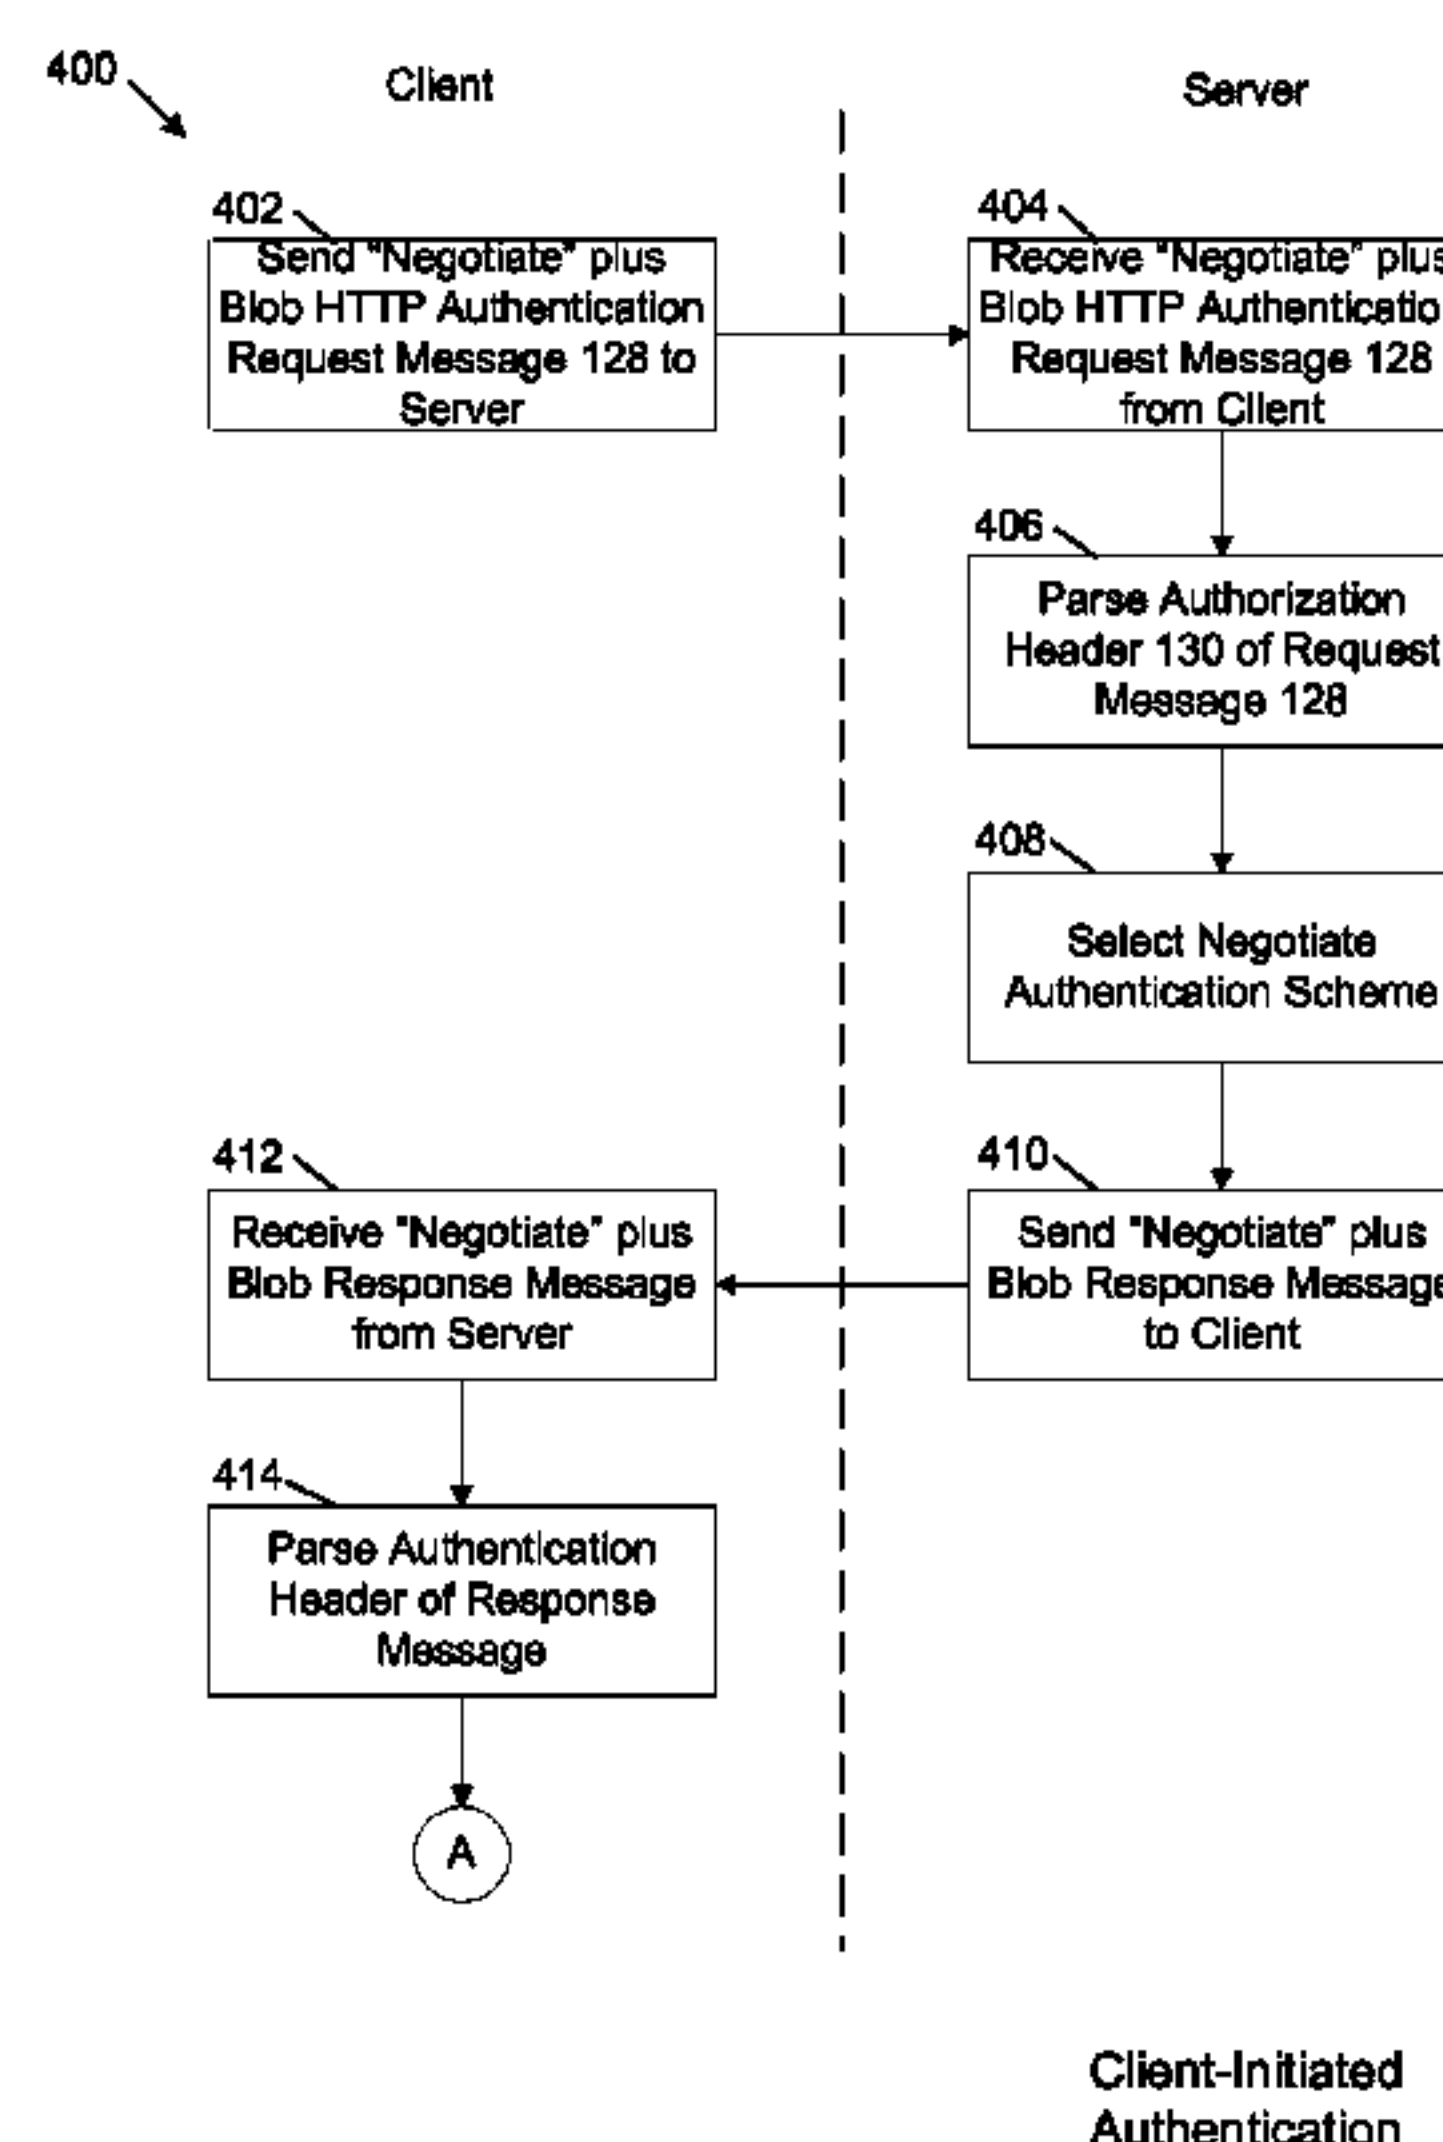 400
Client
Server
402
Send "Negotiate" plus
Blob HTTP Authentication
Request Message 128 to
Server
404
Receive "Negotiate" plus
Blob HTTP Authenticatio
Request Message 128
from Client
406
Parse Authorization
Header 130 of Request
Message 128
408
Select Negotiate
Authentication Scheme
410
Send "Negotiate" plus
Blob Response Message
to Client
412
Receive "Negotiate" plus
Blob Response Message
from Server
414
Parse Authentication
Header of Response
Message
A
Client-Initiated
Authentication